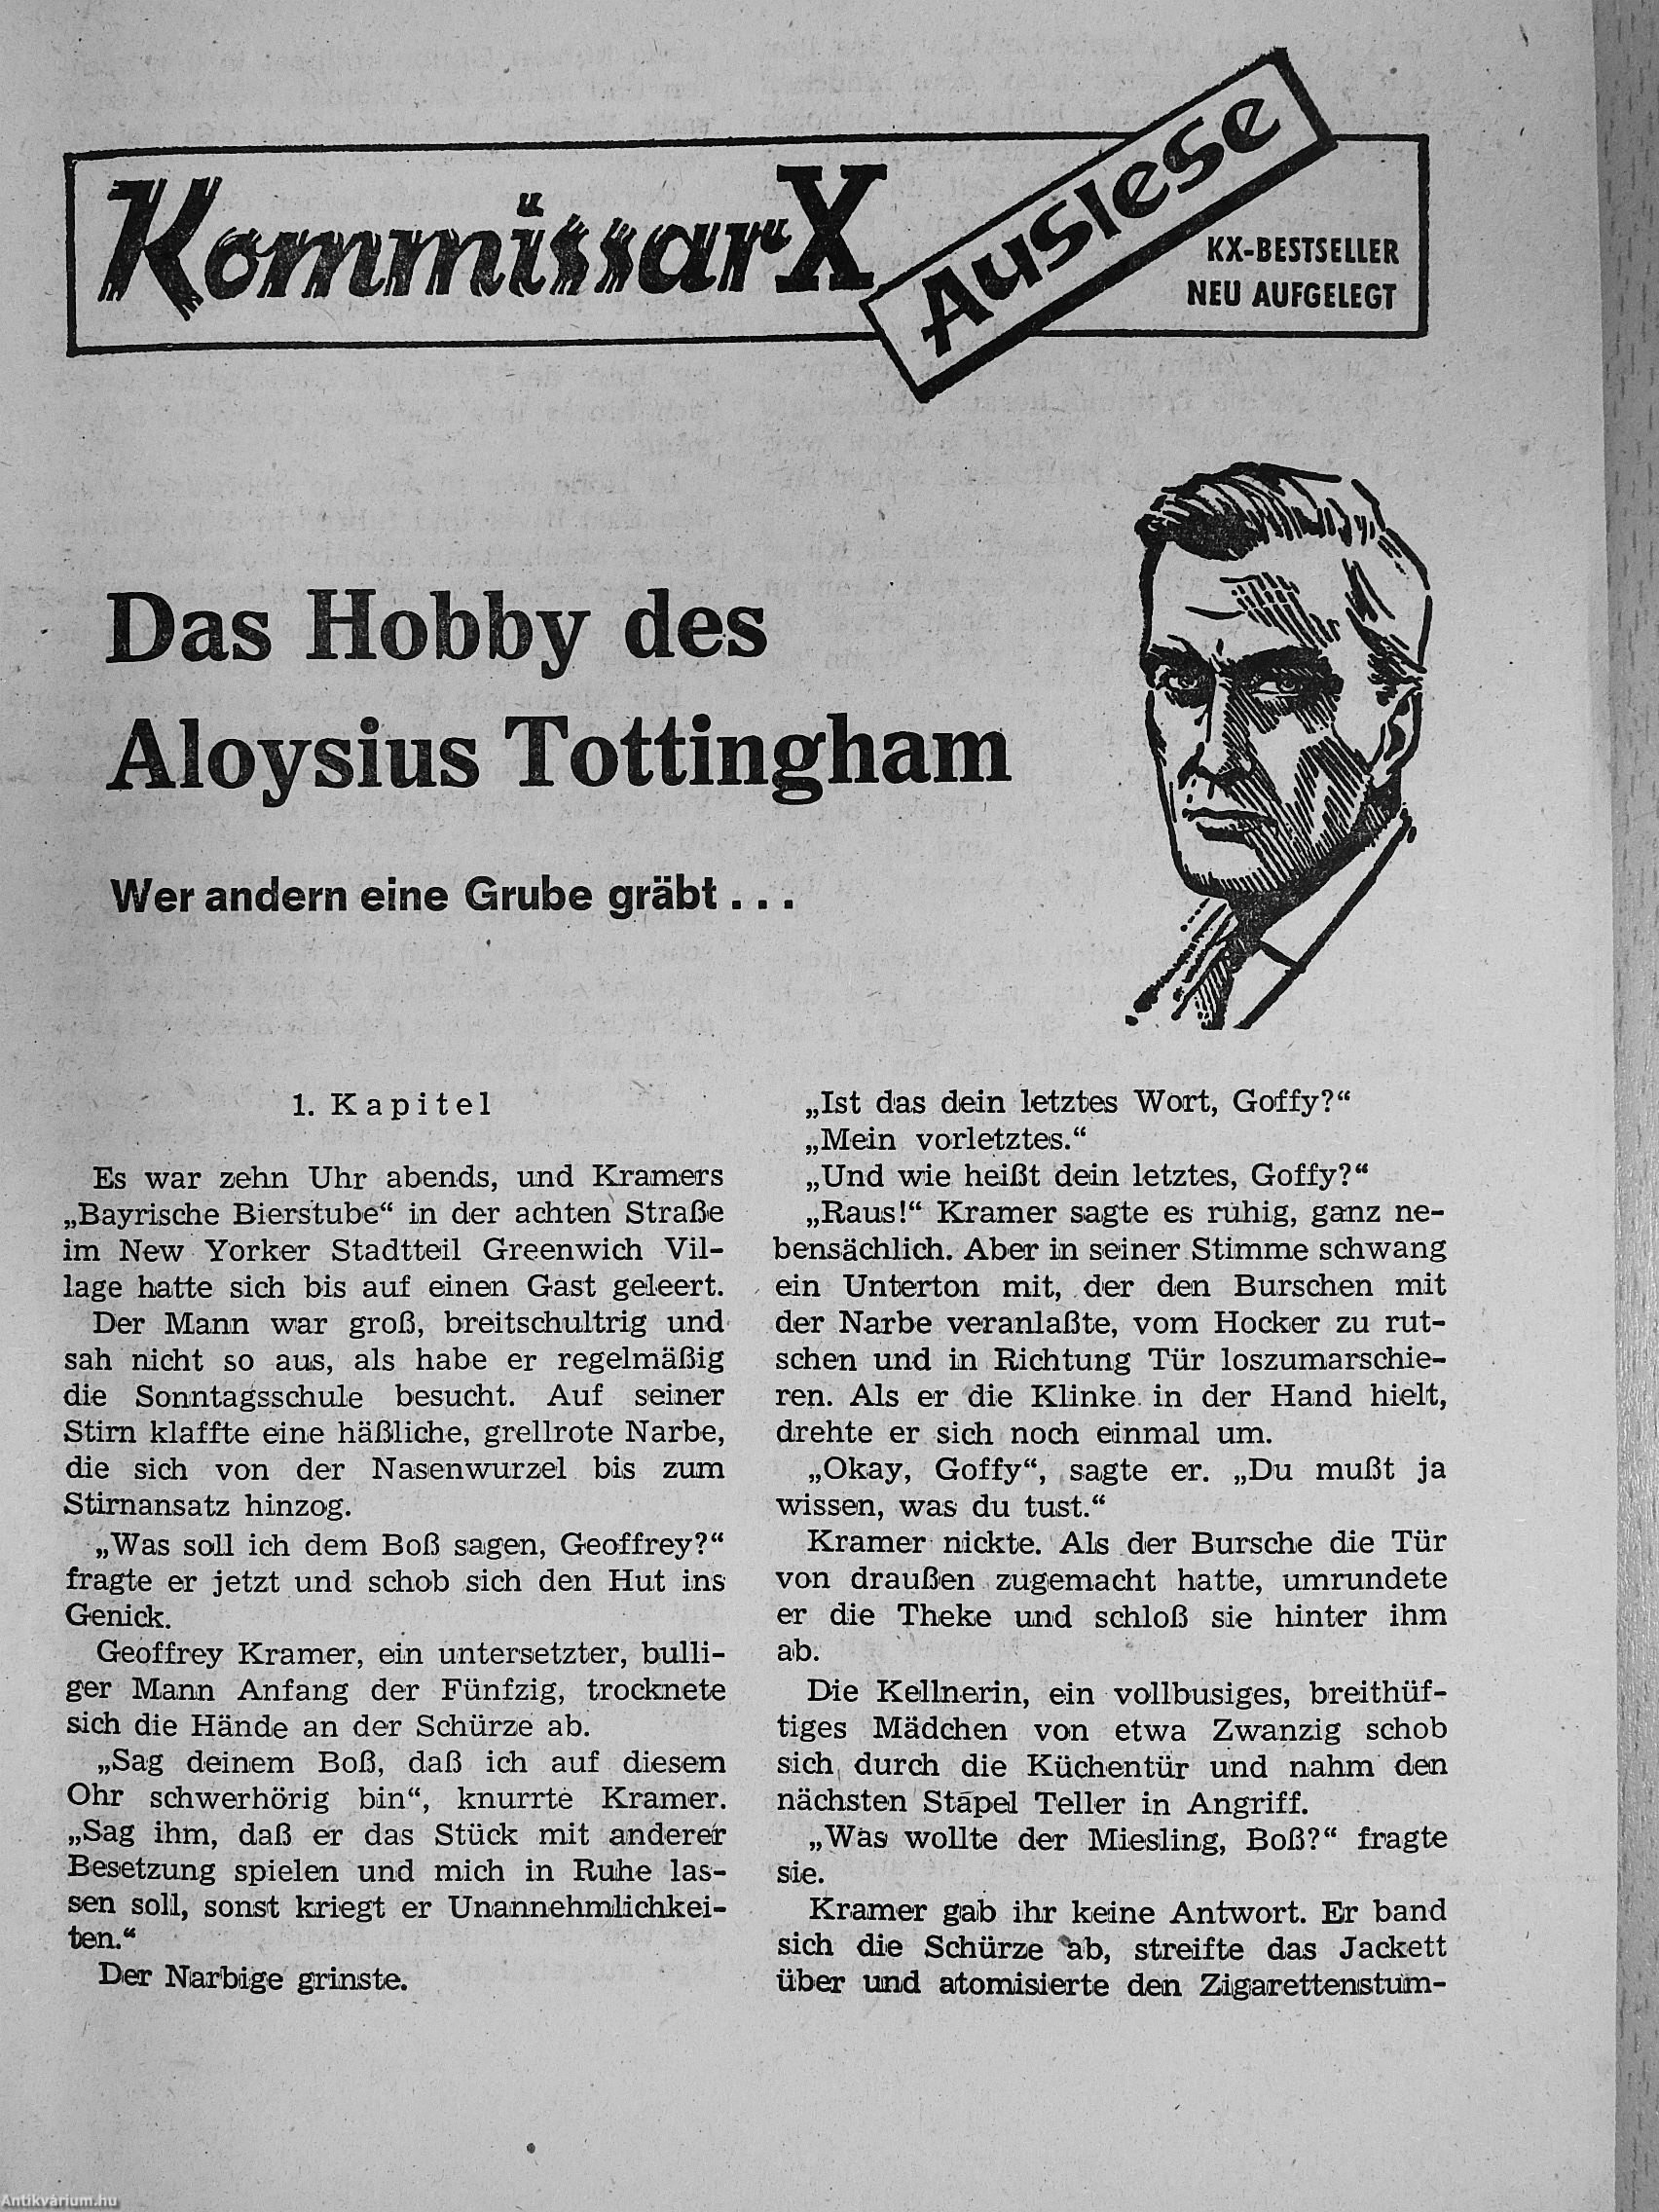 Kommissar X
Auslese
KX-BESTSELLER
NEU AUFGELEGT
Das Hobby des
Aloysius Tottingham
Wer andern eine Grube gräbt . . .
1. Kapitel
Es war zehn Uhr abends, und Kramers
„Bayrische Bierstube“ in der achten Straße
im New Yorker Stadtteil Greenwich Vil-
lage hatte sich bis auf einen Gast geleert.
Der Mann war groß, breitschultrig und
sah nicht so aus, als habe er regelmäßig
die Sonntagsschule besucht. Auf seiner
Stirn klaffte eine häßliche, grellrote Narbe,
die sich von der Nasenwurzel bis zum
Stirnansatz hinzog.
„Was soll ich dem Boß sagen, Geoffrey?“
fragte er jetzt und schob sich den Hut ins
Genick.
Geoffrey Kramer, ein untersetzter, bulli-
ger Mann Anfang der Fünfzig, trocknete
sich die Hände an der Schürze ab.
„Sag deinem Boß, daß ich auf diesem
Ohr schwerhörig bin“, knurrte Kramer.
„Sag ihm, daß er das Stück mit anderer
Besetzung spielen und mich in Ruhe las-
sen soll, sonst kriegt er Unannehmlichkei-
ten.“
Der Narbige grinste.
„Ist das dein letztes Wort, Goffy?“
„Mein vorletztes.“
„Und wie heißt dein letztes, Goffy?“
„Raus!“ Kramer sagte es ruhig, ganz ne-
bensächlich. Aber in seiner Stimme schwang
ein Unterton mit, der den Burschen mit
der Narbe veranlaßte, vom Hocker zu rut-
schen und in Richtung Tür loszumarschie-
ren. Als er die Klinke in der Hand hielt,
drehte er sich noch einmal um.
„Okay, Goffy“, sagte er. „Du mußt ja
wissen, was du tust.“
Kramer nickte. Als der Bursche die Tür
von draußen zugemacht hatte, umrundete
er die Theke und schloß sie hinter ihm
ab.
Die Kellnerin, ein vollbusiges, breithüf-
tiges Mädchen von etwa Zwanzig schob
sich durch die Küchentür und nahm den
nächsten Stapel Teller in Angriff.
„Was wollte der Miesling, Boß?“ fragte
sie.
Kramer gab ihr keine Antwort. Er band
sich die Schürze ab, streifte das Jackett
über und atomisierte den Zigarettenstum-
Antikvárium.hu